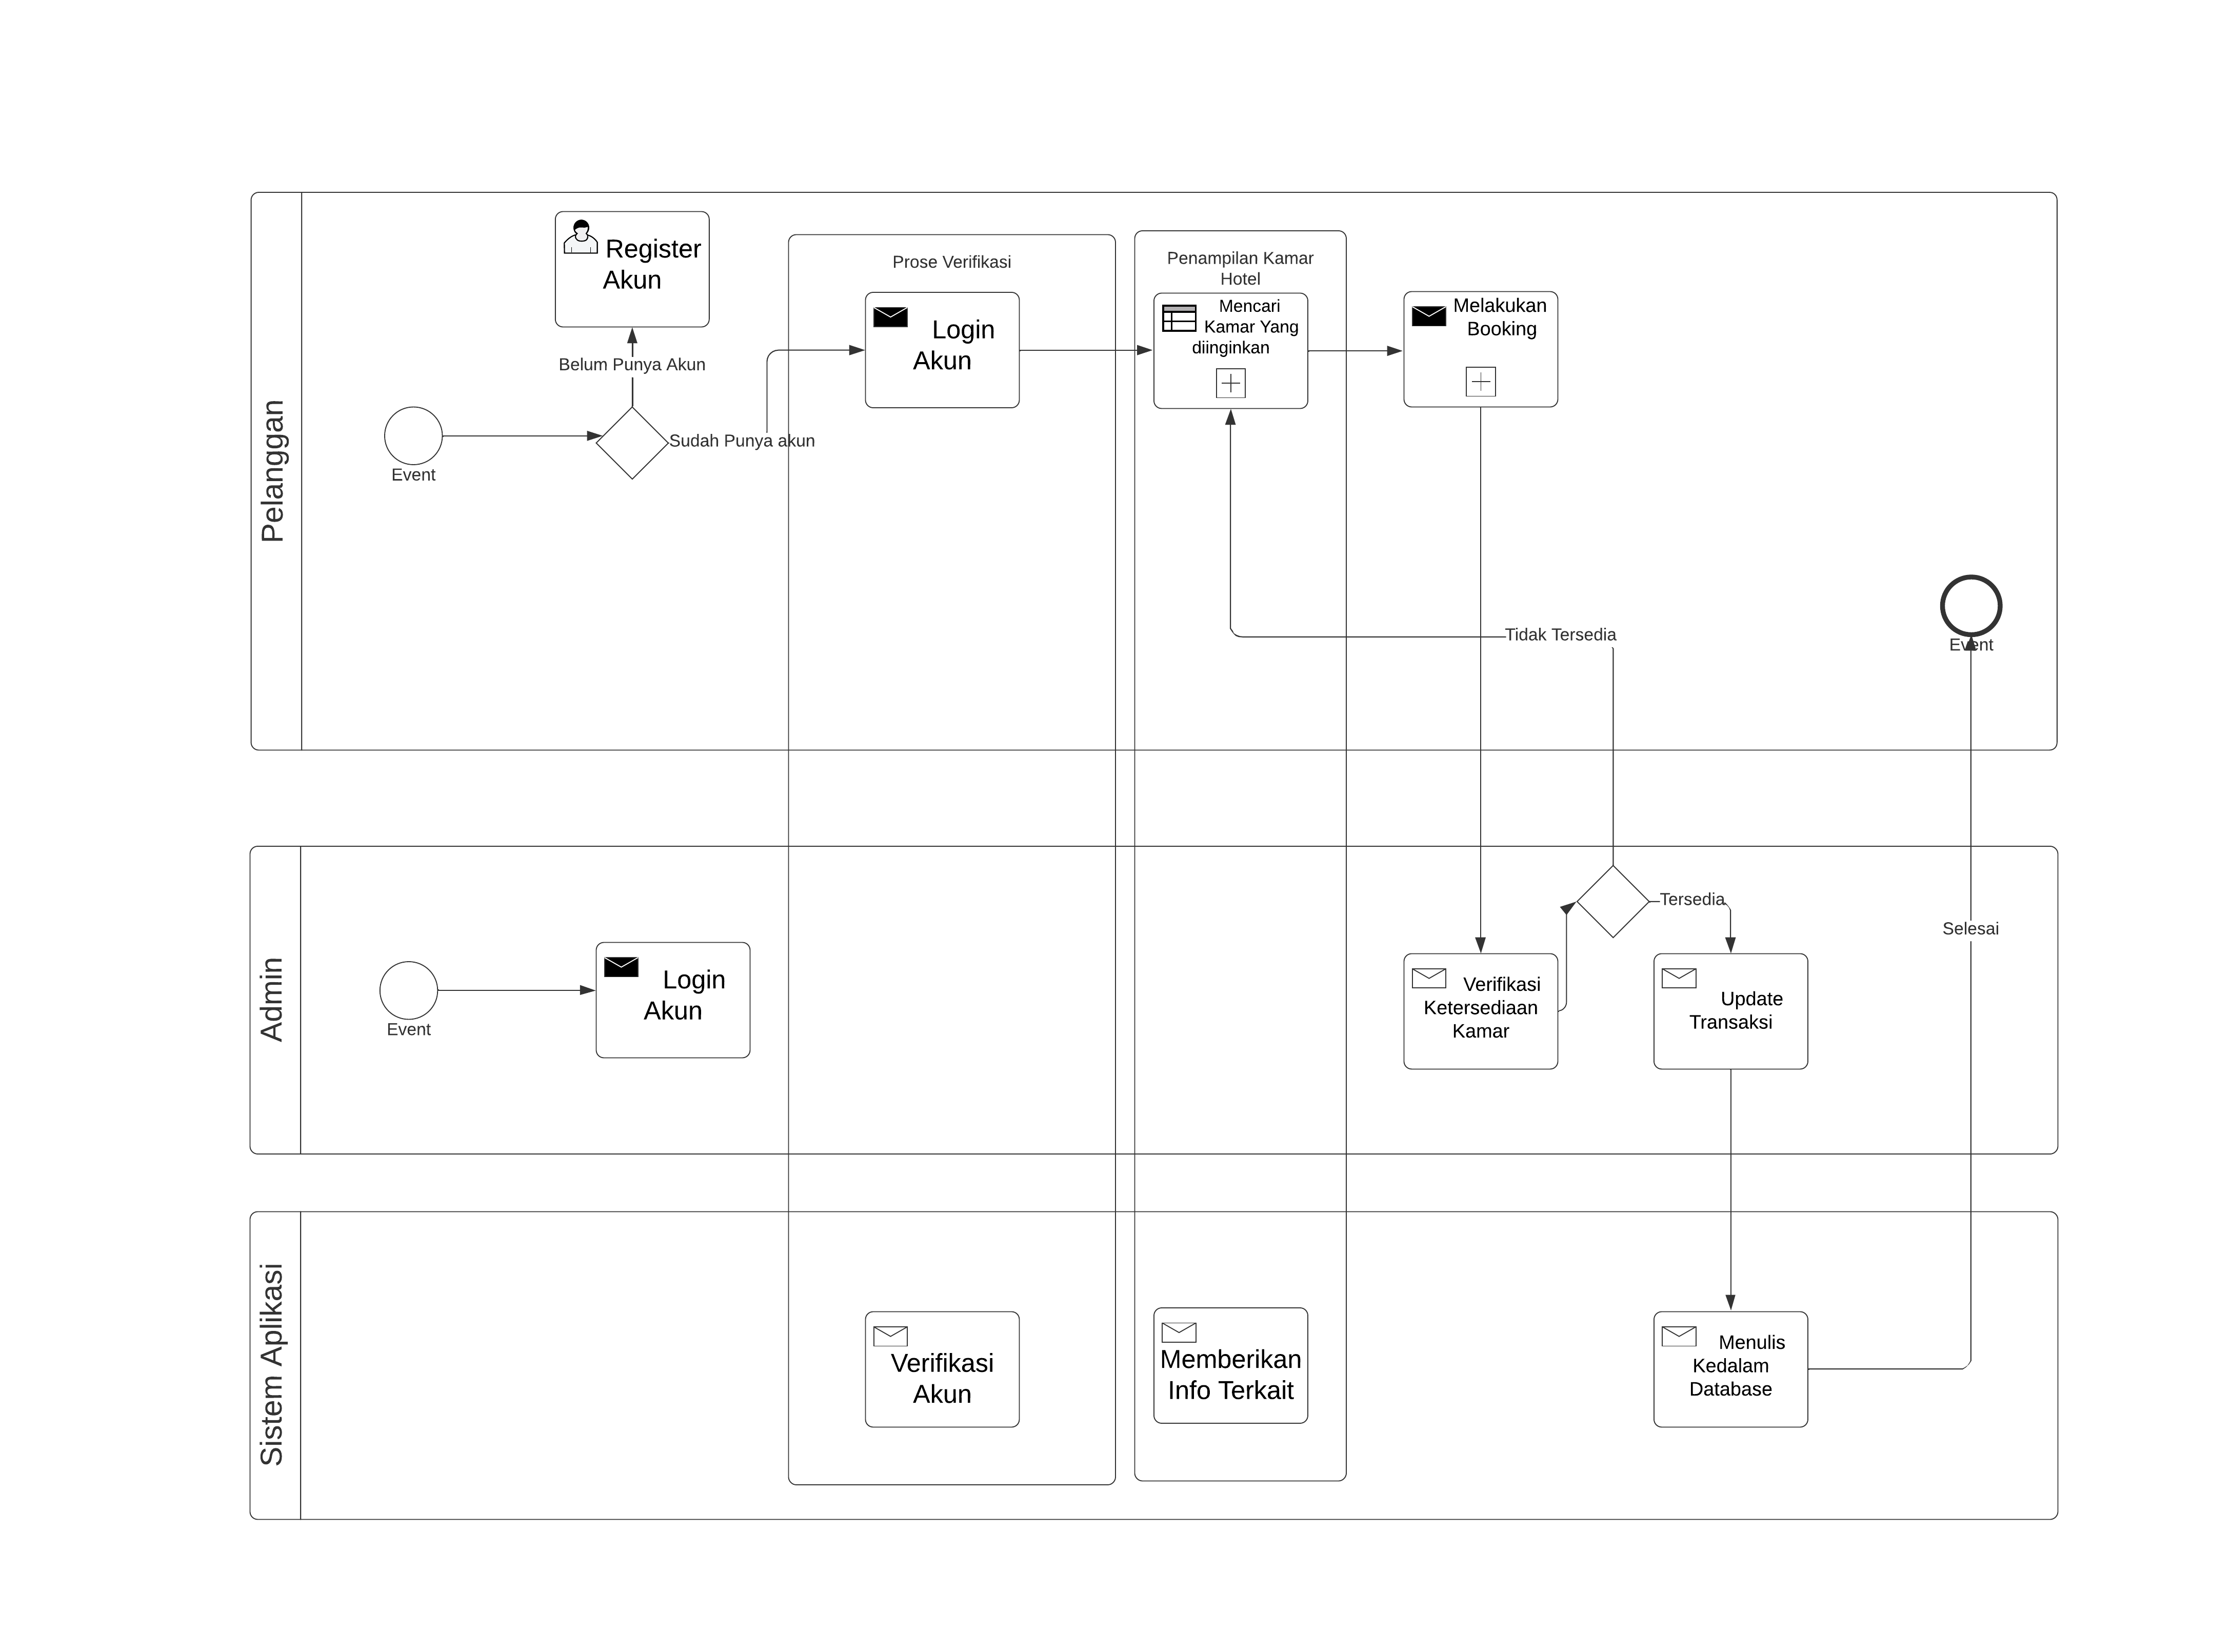 Pelanggan
Register
Akun
Belum Punya Akun
Sudah Punya akun
Event
Prose Verifikasi
Login
Akun
Penampilan Kamar
Hotel
Mencari
Kamar Yang
diinginkan
Melakukan
Booking
Tidak Tersedia
Event
Admin
Event
Login
Akun
Verifikasi
Ketersediaan
Kamar
Tersedia
Update
Transaksi
Selesai
Sistem Aplikasi
Verifikasi
Akun
Memberikan
Info Terkait
Menulis
Kedalam
Database